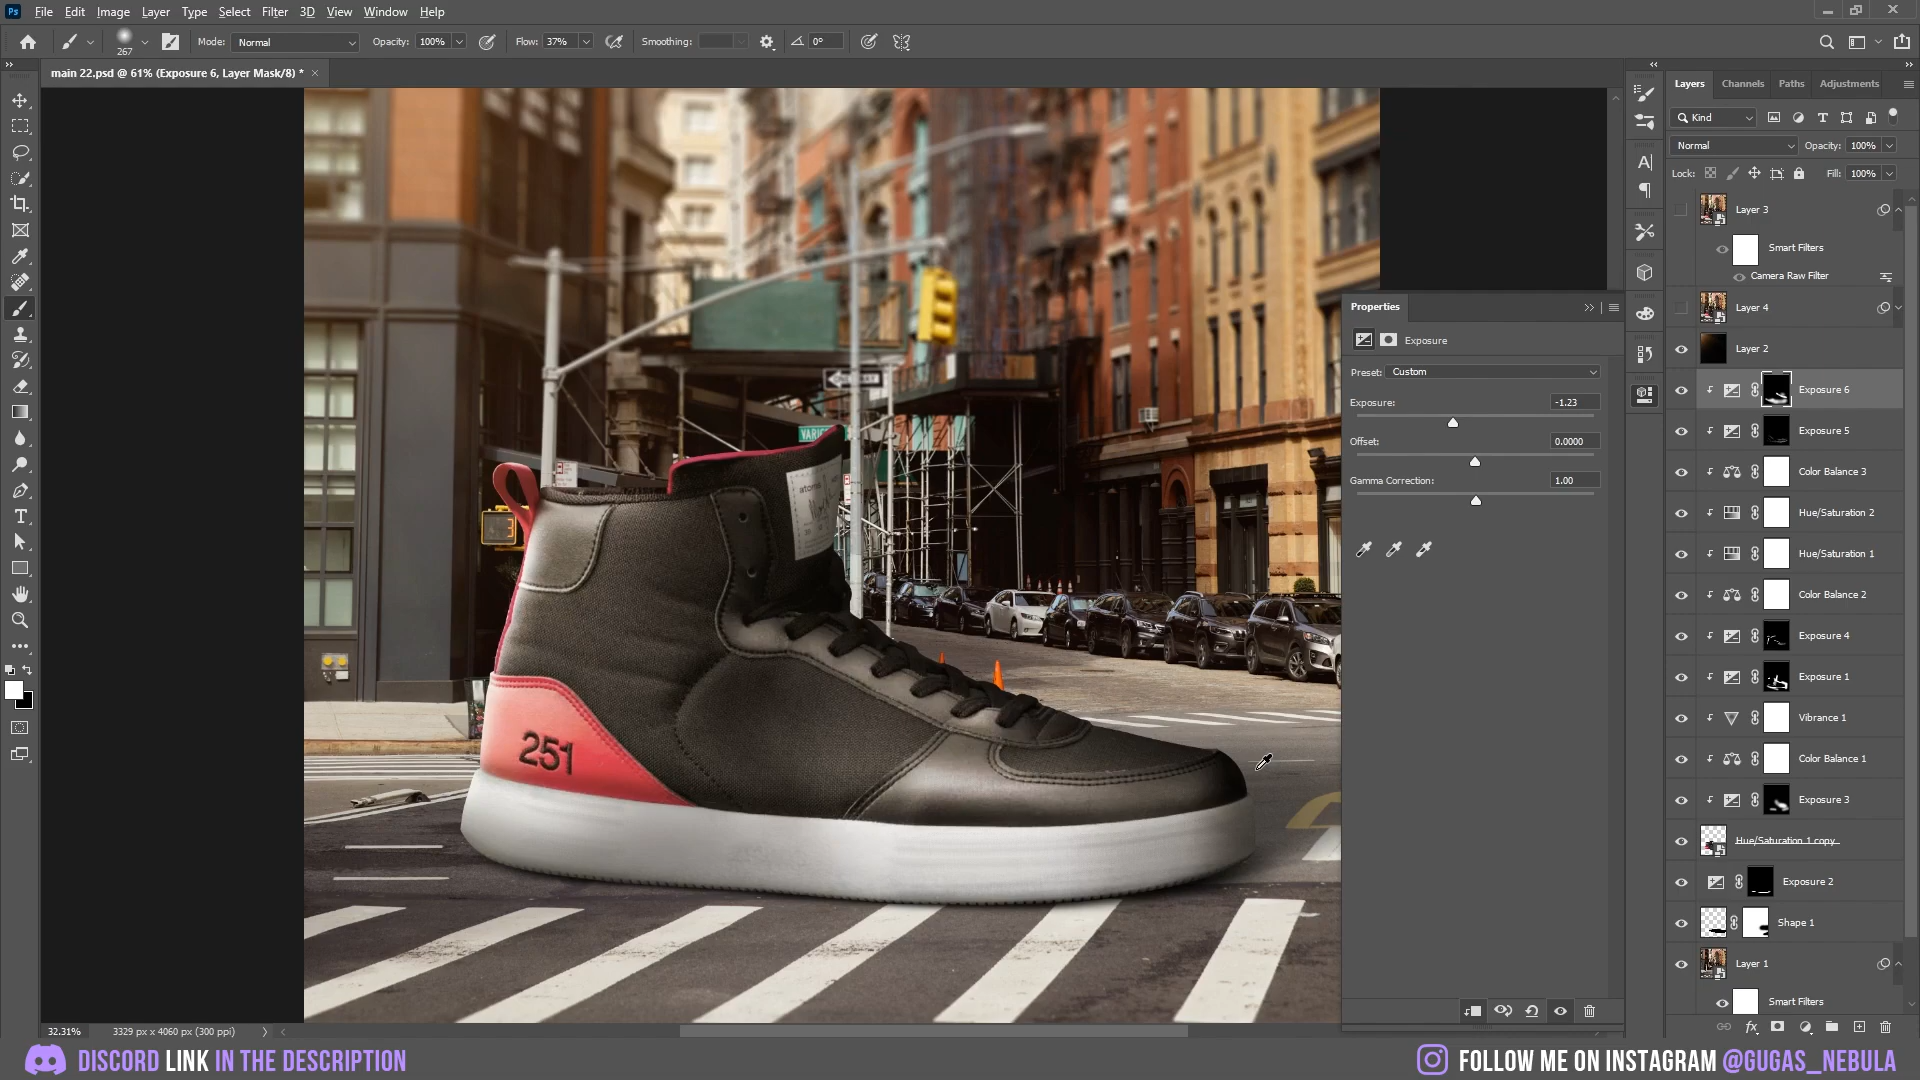 Ps File Edit Image Layer Type Select Filter 3D View Window Help
267 Mode: Normal Opacity: 100% Flow: 37% Smoothing: 0°
main 22.psd @ 61% (Exposure 6, Layer Mask/8) * ×
Layers Channels Paths Adjustments
Kind
Normal Opacity: 100%
Lock: Fill: 100%
Layer 3
Smart Filters
Camera Raw Filter
Layer 4
Layer 2
Exposure 6
Exposure 5
Color Balance 3
Hue/Saturation 2
Hue/Saturation 1
Color Balance 2
Exposure 4
Exposure 1
Vibrance 1
Color Balance 1
Exposure 3
Hue/Saturation 1 copy
Exposure 2
Shape 1
Layer 1
Smart Filters
Properties
Exposure
Preset: Custom
Exposure: -1.23
Offset: 0.0000
Gamma Correction: 1.00
VARICK
atoms
3
251
32.31% 3329 px x 4060 px (300 ppi)
DISCORD LINK IN THE DESCRIPTION
FOLLOW ME ON INSTAGRAM @GUGAS_NEBULA